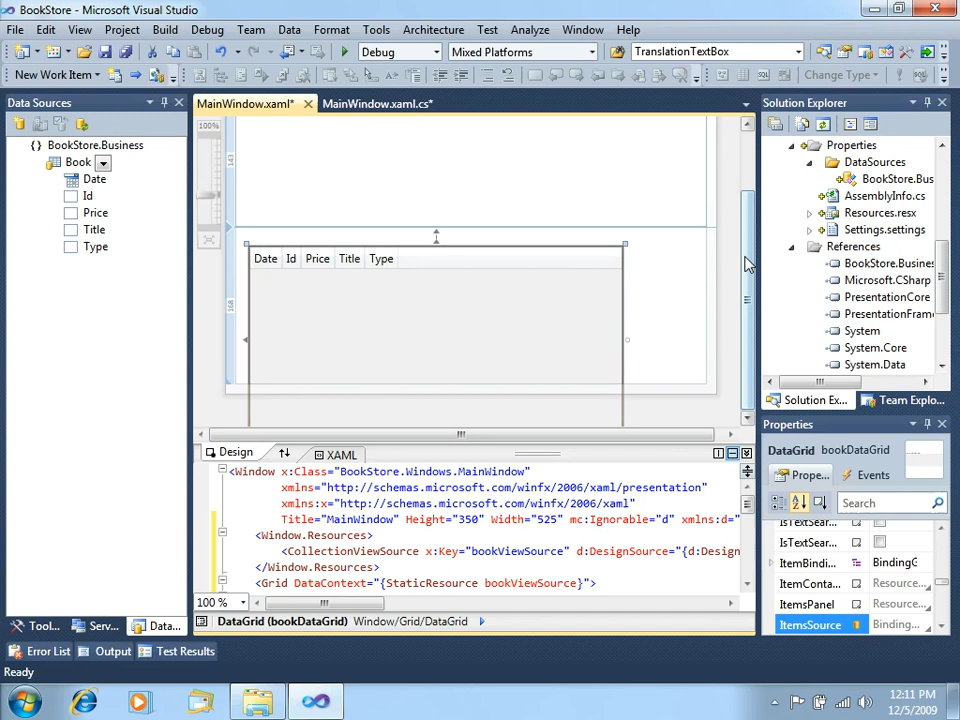 BookStore - Microsoft Visual Studio
File Edit View Project Build Debug Team Data Format Tools Architecture Test Analyze Window Help
Debug Mixed Platforms TranslationTextBox
New Work Item Change Type
Data Sources
{ } BookStore.Business
Book
Date
Id
Price
Title
Type
MainWindow.xaml* MainWindow.xaml.cs*
100%
143
168
Date Id Price Title Type
Design XAML
<Window x:Class="BookStore.Windows.MainWindow"
xmlns="http://schemas.microsoft.com/winfx/2006/xaml/presentation"
xmlns:x="http://schemas.microsoft.com/winfx/2006/xaml"
Title="MainWindow" Height="350" Width="525" mc:Ignorable="d" xmlns:d="
<Window.Resources>
<CollectionViewSource x:Key="bookViewSource" d:DesignSource="{d:Design
</Window.Resources>
<Grid DataContext="{StaticResource bookViewSource}">
100 %
DataGrid (bookDataGrid) Window/Grid/DataGrid
Solution Explorer
Properties
DataSources
BookStore.Bus
AssemblyInfo.cs
Resources.resx
Settings.settings
References
BookStore.Busine
Microsoft.CSharp
PresentationCore
PresentationFram
System
System.Core
System.Data
Solution Ex... Team Explo...
Properties
DataGrid bookDataGrid
Prope... Events
Search
IsTextSear...
IsTextSear...
ItemBindi... BindingG
ItemConta... Resource...
ItemsPanel Resource...
ItemsSource Binding...
Tool... Serv... Data...
Error List Output Test Results
Ready
12:11 PM
12/5/2009